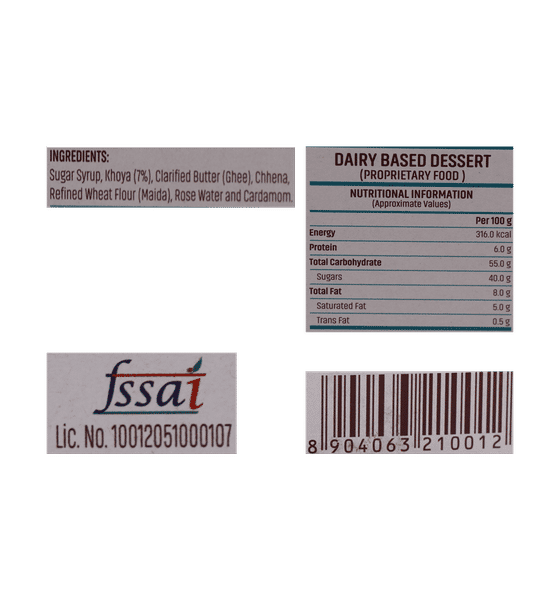 INGREDIENTS:
Sugar Syrup, Khoya (7%), Clarified Butter (Ghee), Chhena,
Refined Wheat Flour (Maida), Rose Water and Cardamom.
DAIRY BASED DESSERT
(PROPRIETARY FOOD )
NUTRITIONAL INFORMATION
(Approximate Values)
Per 100 g
Energy 316.0 kcal
Protein 6.0 g
Total Carbohydrate 55.0 g
Sugars 40.0 g
Total Fat 8.0 g
Saturated Fat 5.0 g
Trans Fat 0.5 g
fssai
Lic. No. 10012051000107
8 904063 210012